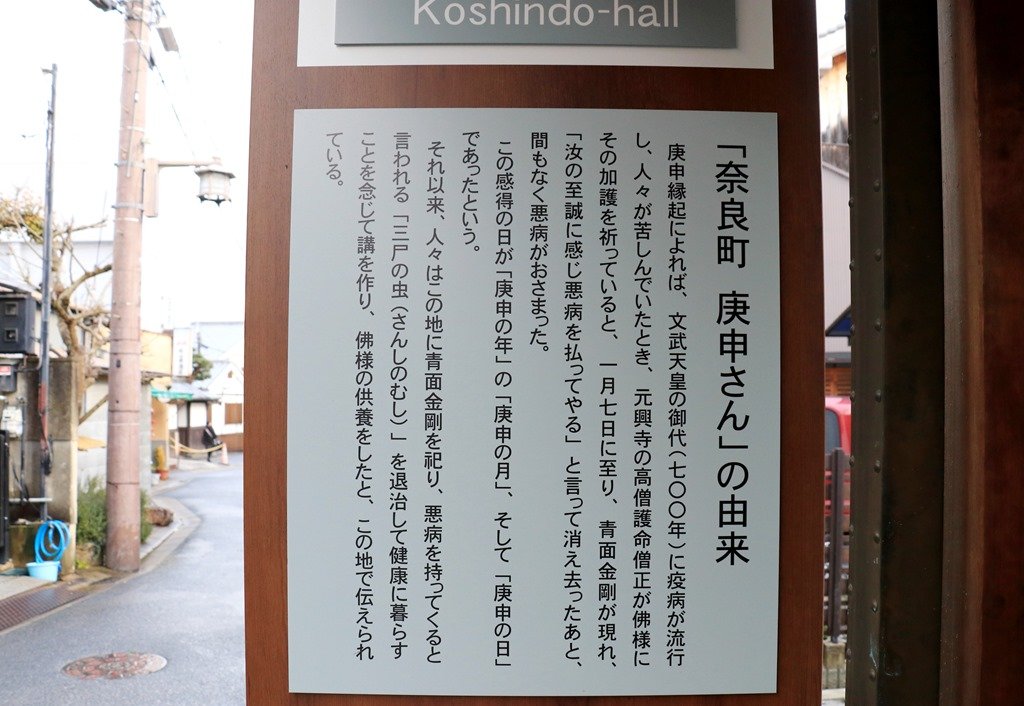 Koshindo-hall
「奈良町 庚申さん」の由来
庚申縁起によれば、文武天皇の御代(七〇〇年)に疫病が流行
し、人々が苦しんでいたとき、元興寺の高僧護命僧正が佛様に
その加護を祈っていると、一月七日に至り、青面金剛が現れ、
「汝の至誠に感じ悪病を払ってやる」と言って消え去ったあと、
間もなく悪病がおさまった。
この感得の日が「庚申の年」の「庚申の月」、そして「庚申の日」
であったという。
それ以来、人々はこの地に青面金剛を祀り、悪病を持ってくると
言われる「三尸の虫(さんしのむし)」を退治して健康に暮らす
ことを念じて講を作り、佛様の供養をしたと、この地で伝えられ
ている。